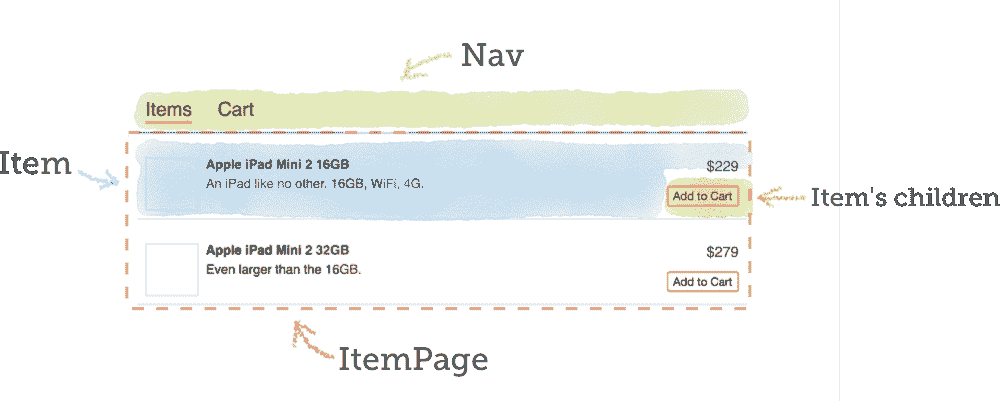 Nav
Items Cart
Item
Apple iPad Mini 2 16GB $229
An iPad like no other. 16GB, WiFi, 4G.
Add to Cart
Item's children
Apple iPad Mini 2 32GB $279
Even larger than the 16GB.
Add to Cart
ItemPage